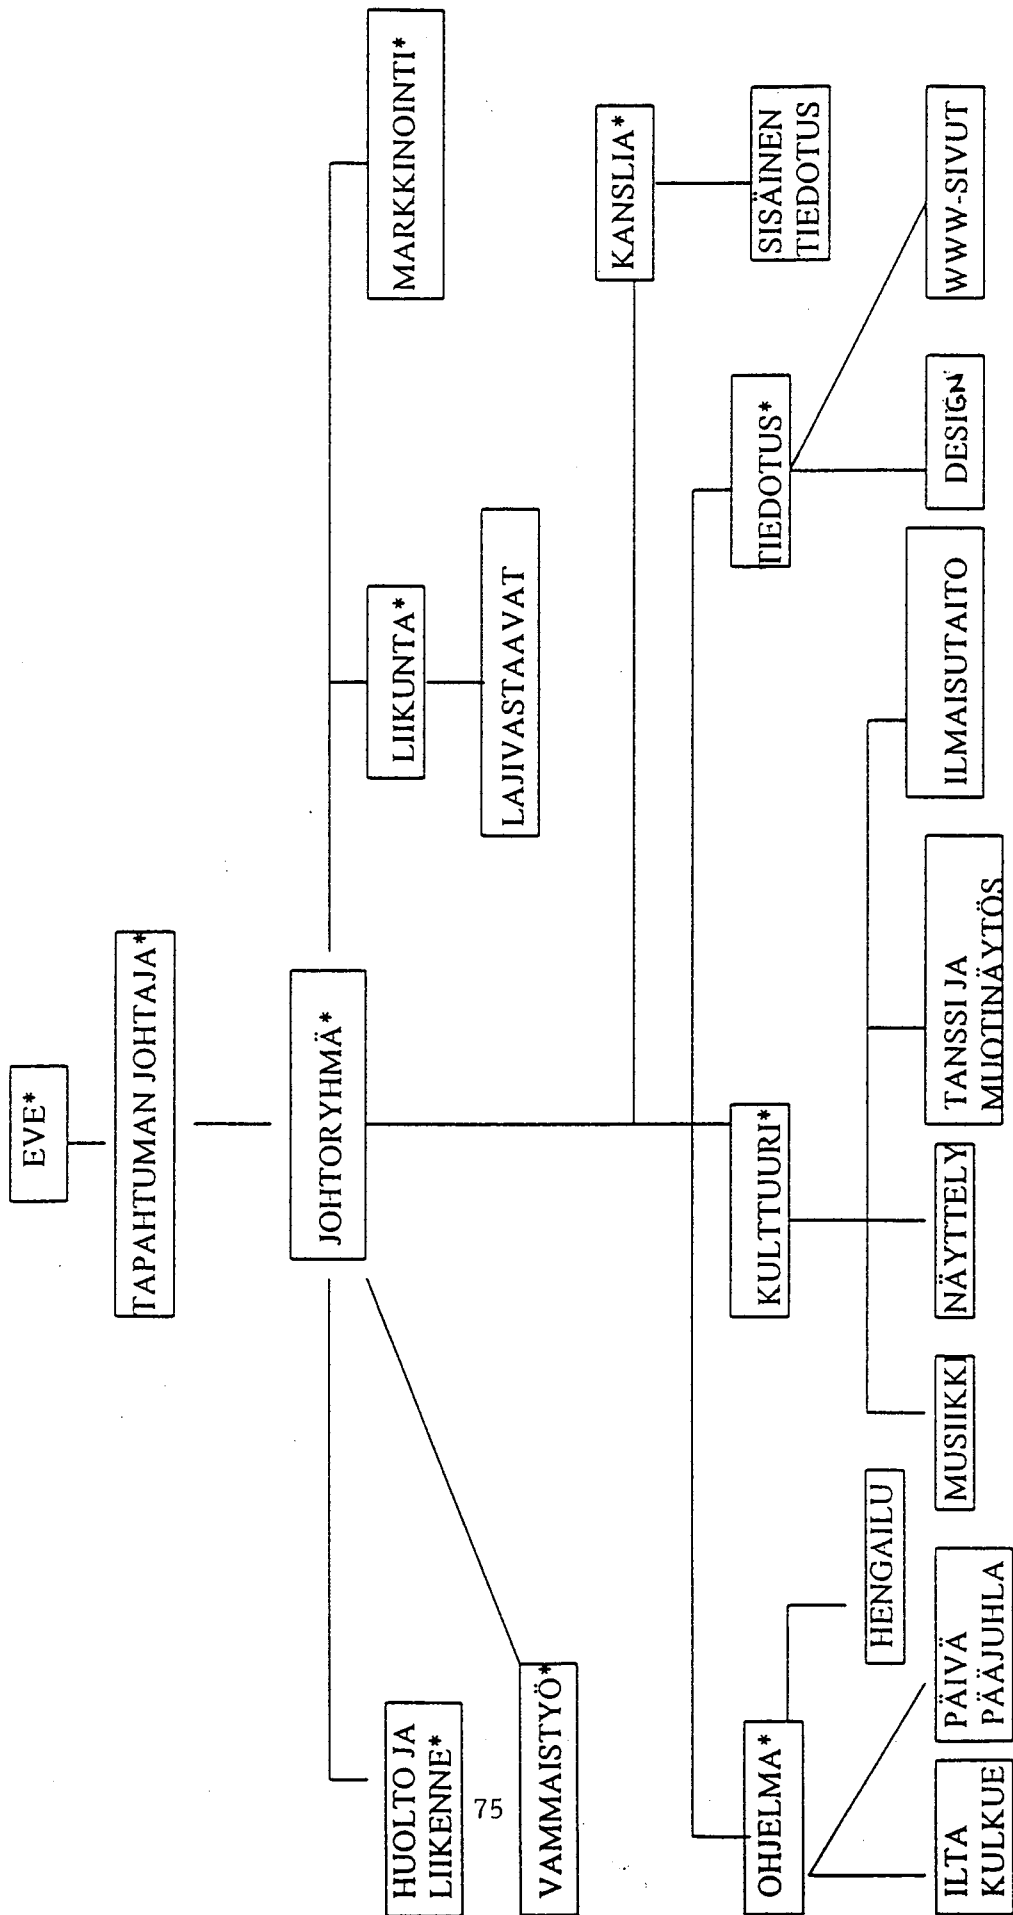 EVE*
TAPAHTUMAN JOHTAJA*
JOHTORYHMÄ*
HUOLTO JA
LIIKENNE*
VAMMAISTYÖ*
LIIKUNTA*
LAJIVASTAAVAT
MARKKINOINTI*
KANSLIA*
SISÄINEN
TIEDOTUS
OHJELMA*
KULTTUURI*
TIEDOTUS*
HENGAILU
ILTA
KULKUE
PÄIVÄ
PÄÄJUHLA
MUSIIKKI
NÄYTTELY
TANSSI JA
MUOTINÄYTÖS
ILMAISUTAITO
DESIGN
WWW-SIVUT
75